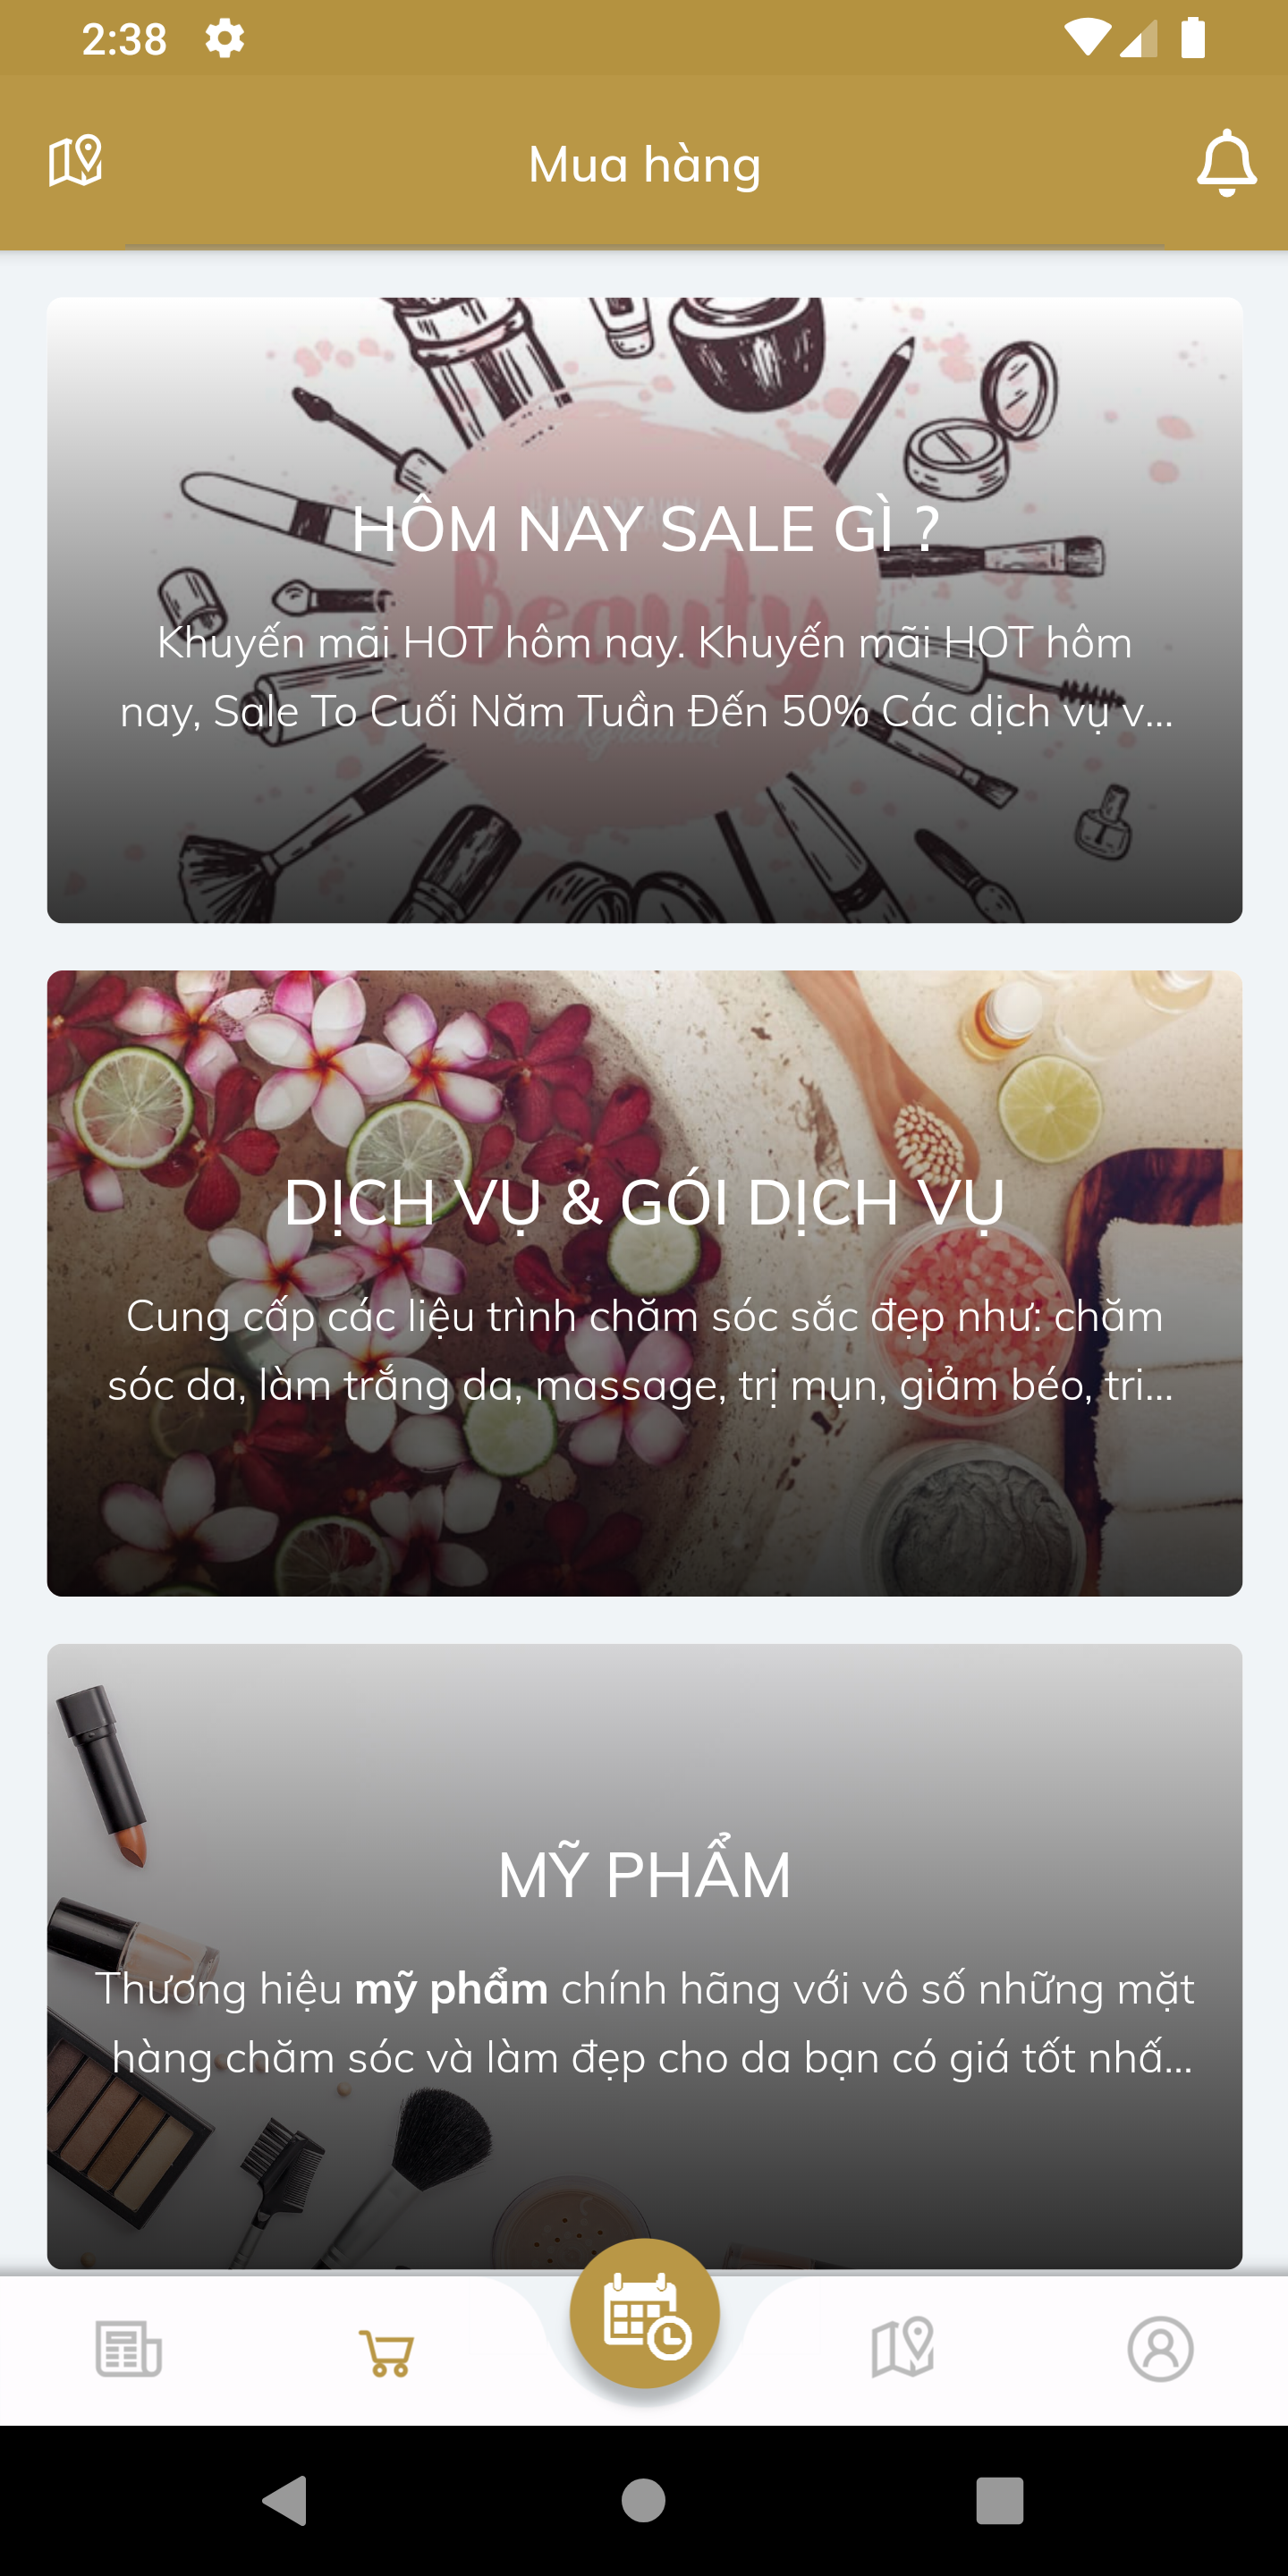 2:38
Mua hàng
HÔM NAY SALE GÌ ?
Beauty
Khuyến mãi HOT hôm nay. Khuyến mãi HOT hôm
nay, Sale To Cuối Năm Tuần Đến 50% Các dịch vụ v...
background
DỊCH VỤ & GÓI DỊCH VỤ
Cung cấp các liệu trình chăm sóc sắc đẹp như: chăm
sóc da, làm trắng da, massage, trị mụn, giảm béo, tri...
MỸ PHẨM
Thương hiệu mỹ phẩm chính hãng với vô số những mặt
hàng chăm sóc và làm đẹp cho da bạn có giá tốt nhấ...